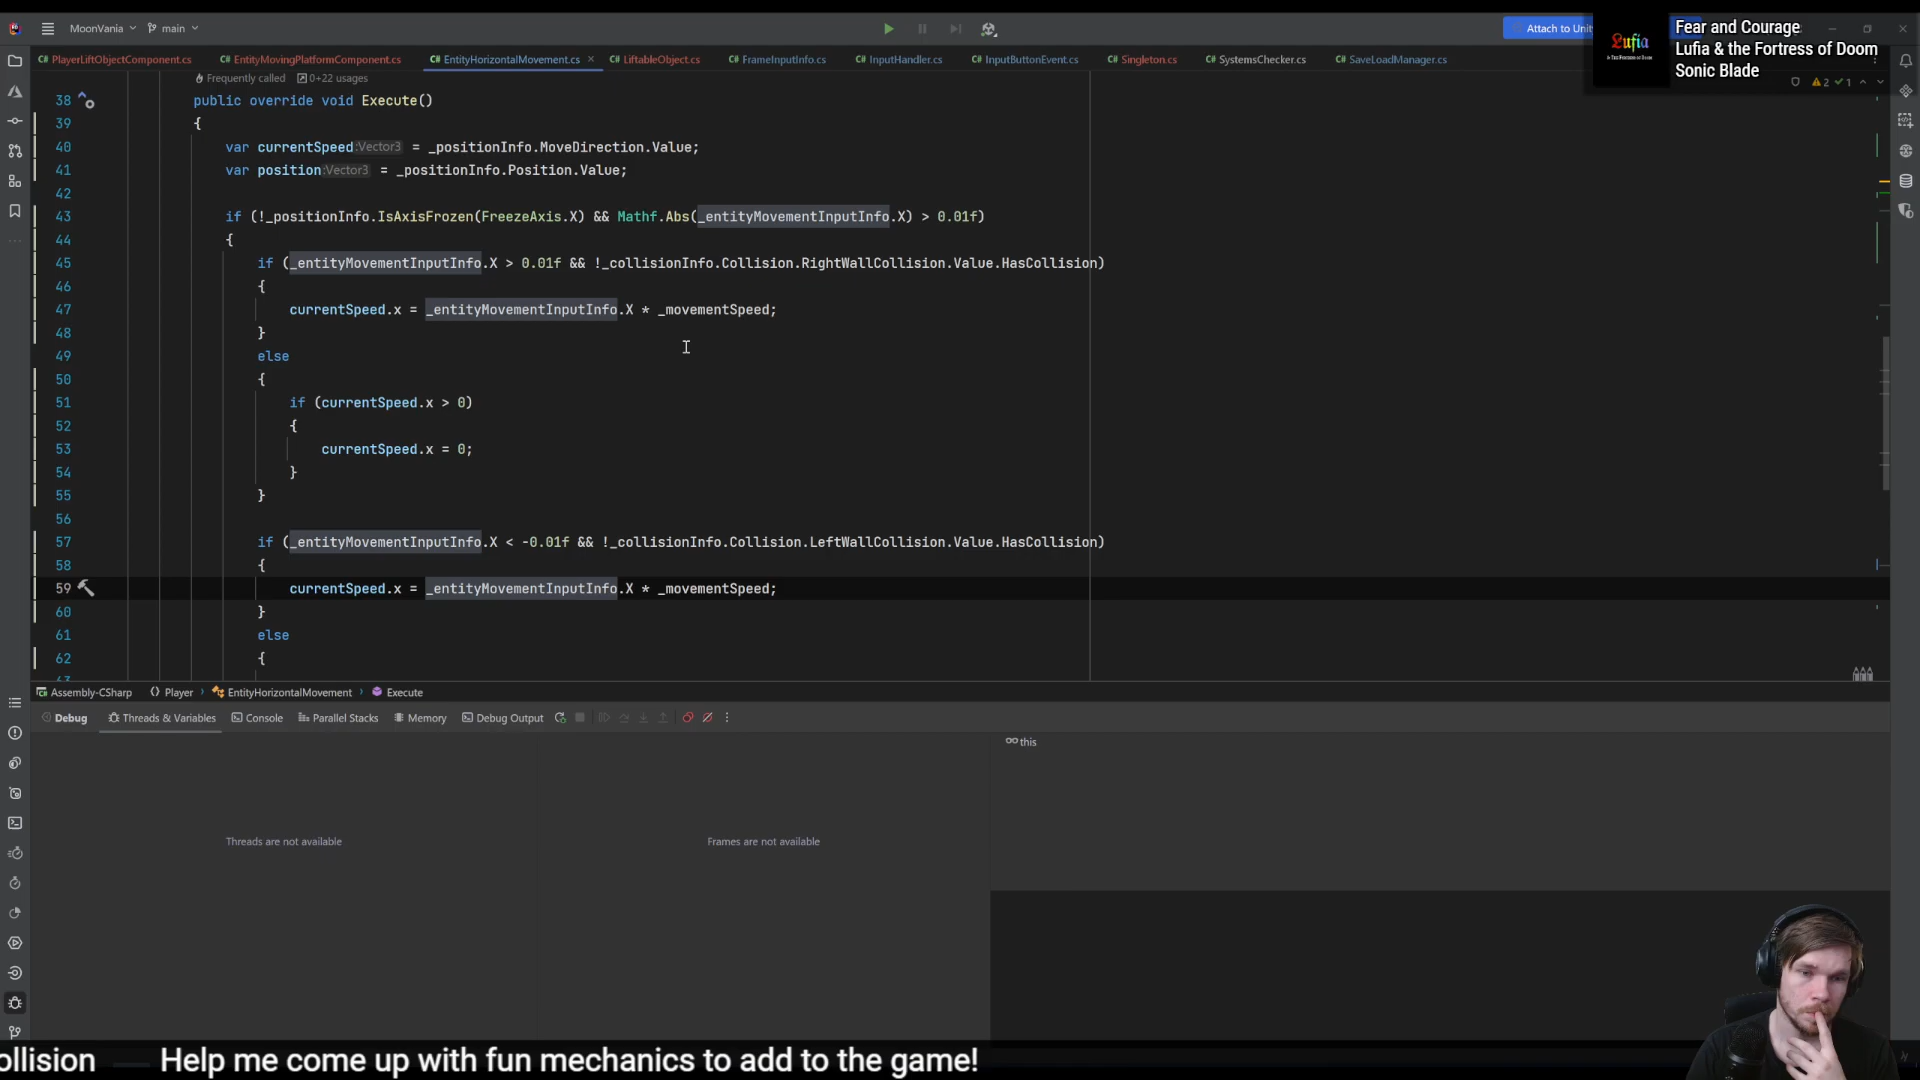 MoonVania
main
Attach to Unit
Lufia
Fear and Courage
Lufia & the Fortress of Doom
Sonic Blade
C# PlayerLiftObjectComponent.cs
C# EntityMovingPlatformComponent.cs
C# EntityHorizontalMovement.cs
C# LiftableObject.cs
C# FrameInputInfo.cs
C# InputHandler.cs
C# InputButtonEvent.cs
C# Singleton.cs
C# SystemsChecker.cs
C# SaveLoadManager.cs
Frequently called 0+22 usages
2 1
38 public override void Execute()
39 {
40 var currentSpeed:Vector3 = _positionInfo.MoveDirection.Value;
41 var position:Vector3 = _positionInfo.Position.Value;
42
43 if (!_positionInfo.IsAxisFrozen(FreezeAxis.X) && Mathf.Abs(_entityMovementInputInfo.X) > 0.01f)
44 {
45 if (_entityMovementInputInfo.X > 0.01f && !_collisionInfo.Collision.RightWallCollision.Value.HasCollision)
46 {
47 currentSpeed.x = _entityMovementInputInfo.X * _movementSpeed;
48 }
49 else
50 {
51 if (currentSpeed.x > 0)
52 {
53 currentSpeed.x = 0;
54 }
55 }
56
57 if (_entityMovementInputInfo.X < -0.01f && !_collisionInfo.Collision.LeftWallCollision.Value.HasCollision)
58 {
59 currentSpeed.x = _entityMovementInputInfo.X * _movementSpeed;
60 }
61 else
62 {
Assembly-CSharp Player EntityHorizontalMovement Execute
Debug Threads & Variables Console Parallel Stacks Memory Debug Output
this
Threads are not available
Frames are not available
ollision — Help me come up with fun mechanics to add to the game!